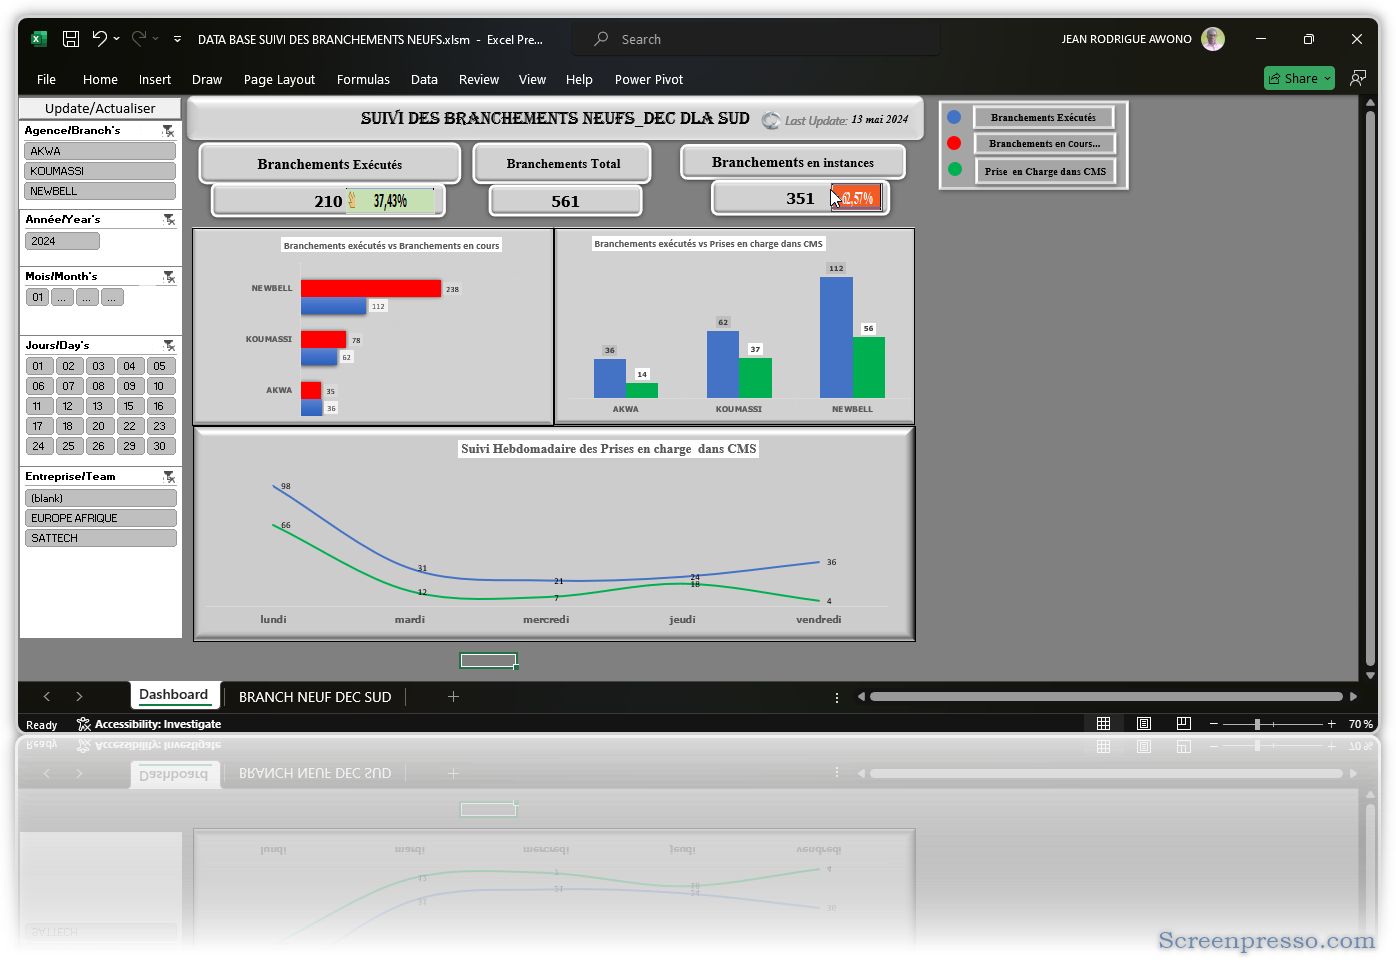 DATA BASE SUIVI DES BRANCHEMENTS NEUFS.xlsm - Excel Pre...
Search
JEAN RODRIGUE AWONO
File Home Insert Draw Page Layout Formulas Data Review View Help Power Pivot
Share
Update/Actualiser
Agence/Branch's
AKWA
KOUMASSI
NEWBELL
Année/Year's
2024
Mois/Month's
01 ... ... ...
Jours/Day's
01 02 03 04 05
06 07 08 09 10
11 12 13 15 16
17 18 20 22 23
24 25 26 29 30
Entreprise/Team
(blank)
EUROPE AFRIQUE
SATTECH
SUIVI DES BRANCHEMENTS NEUFS_DEC DLA SUD
Last Update: 13 mai 2024
Branchements Exécutés
210 37,43%
Branchements Total
561
Branchements en instances
351 62,57%
Branchements Exécutés
Branchements en Cours...
Prise en Charge dans CMS
Branchements exécutés vs Branchements en cours
NEWBELL 238
112
KOUMASSI 78
62
AKWA 35
36
Branchements exécutés vs Prises en charge dans CMS
36 14 62 37 112 56
AKWA KOUMASSI NEWBELL
Suivi Hebdomadaire des Prises en charge dans CMS
98 31 21 24 36
66 12 7 18 4
lundi mardi mercredi jeudi vendredi
Dashboard BRANCH NEUF DEC SUD
Ready Accessibility: Investigate
70 %
Screenpresso.com